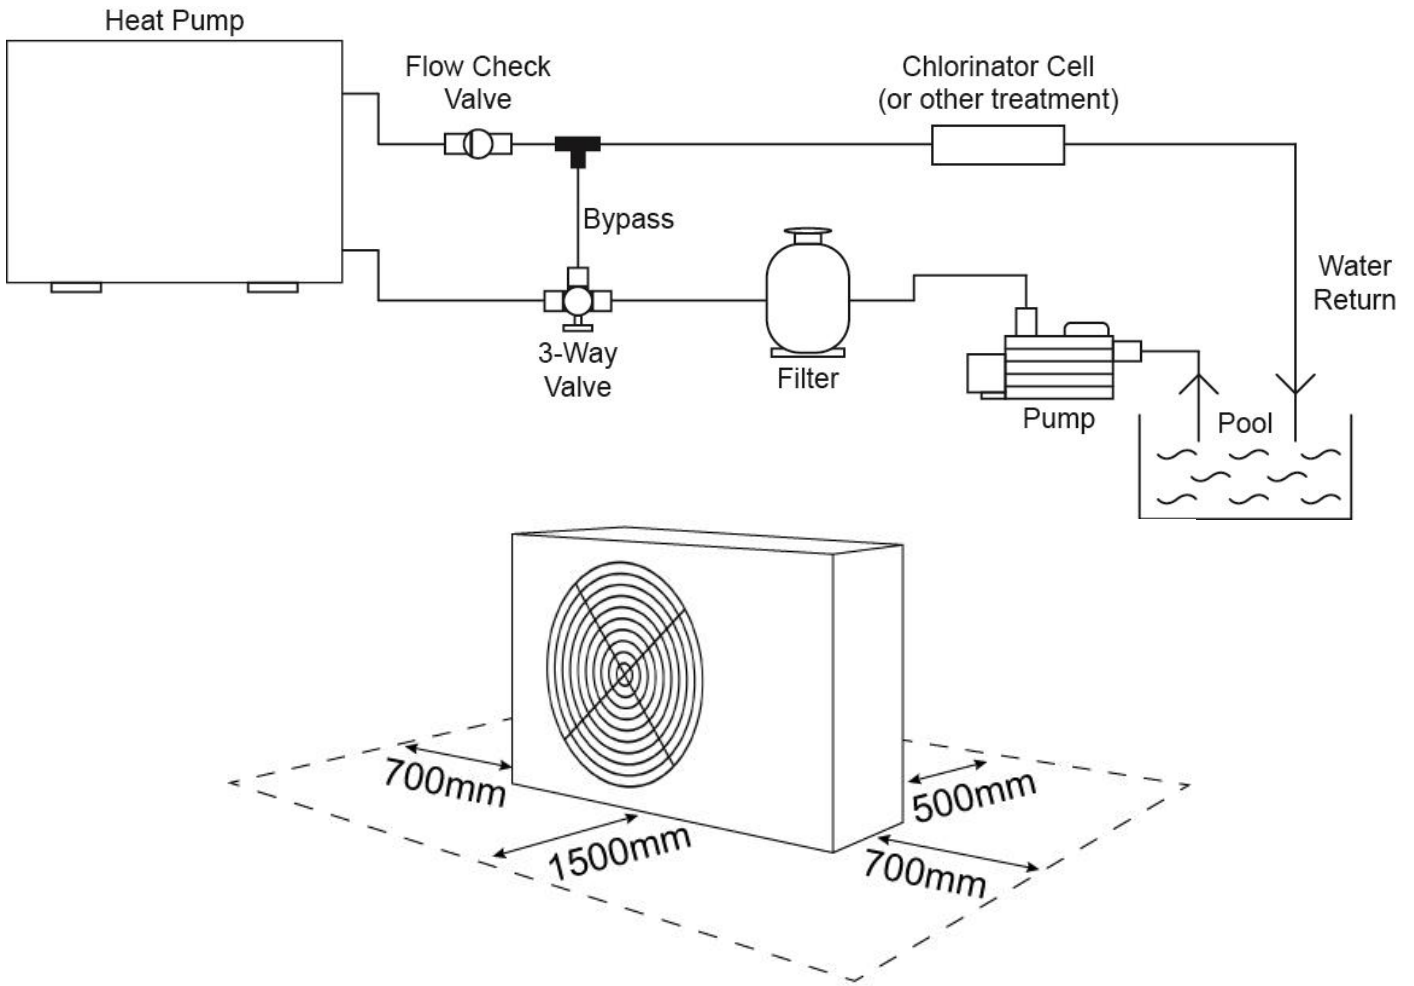 Heat Pump
Flow Check
Valve
Chlorinator Cell
(or other treatment)
Bypass
Water
Return
3-Way
Valve
Filter
Pump
Pool
700mm
500mm
1500mm
700mm